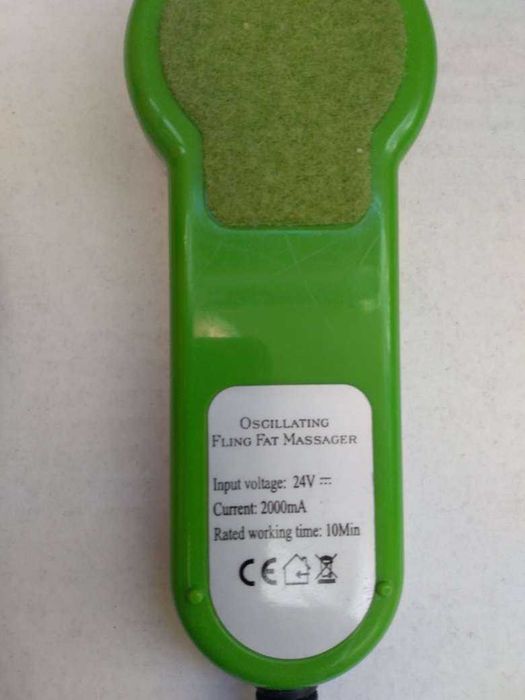 OSCILLATING
FLING FAT MASSAGER
Input voltage: 24V ⎓
Current: 2000mA
Rated working time: 10Min
CE